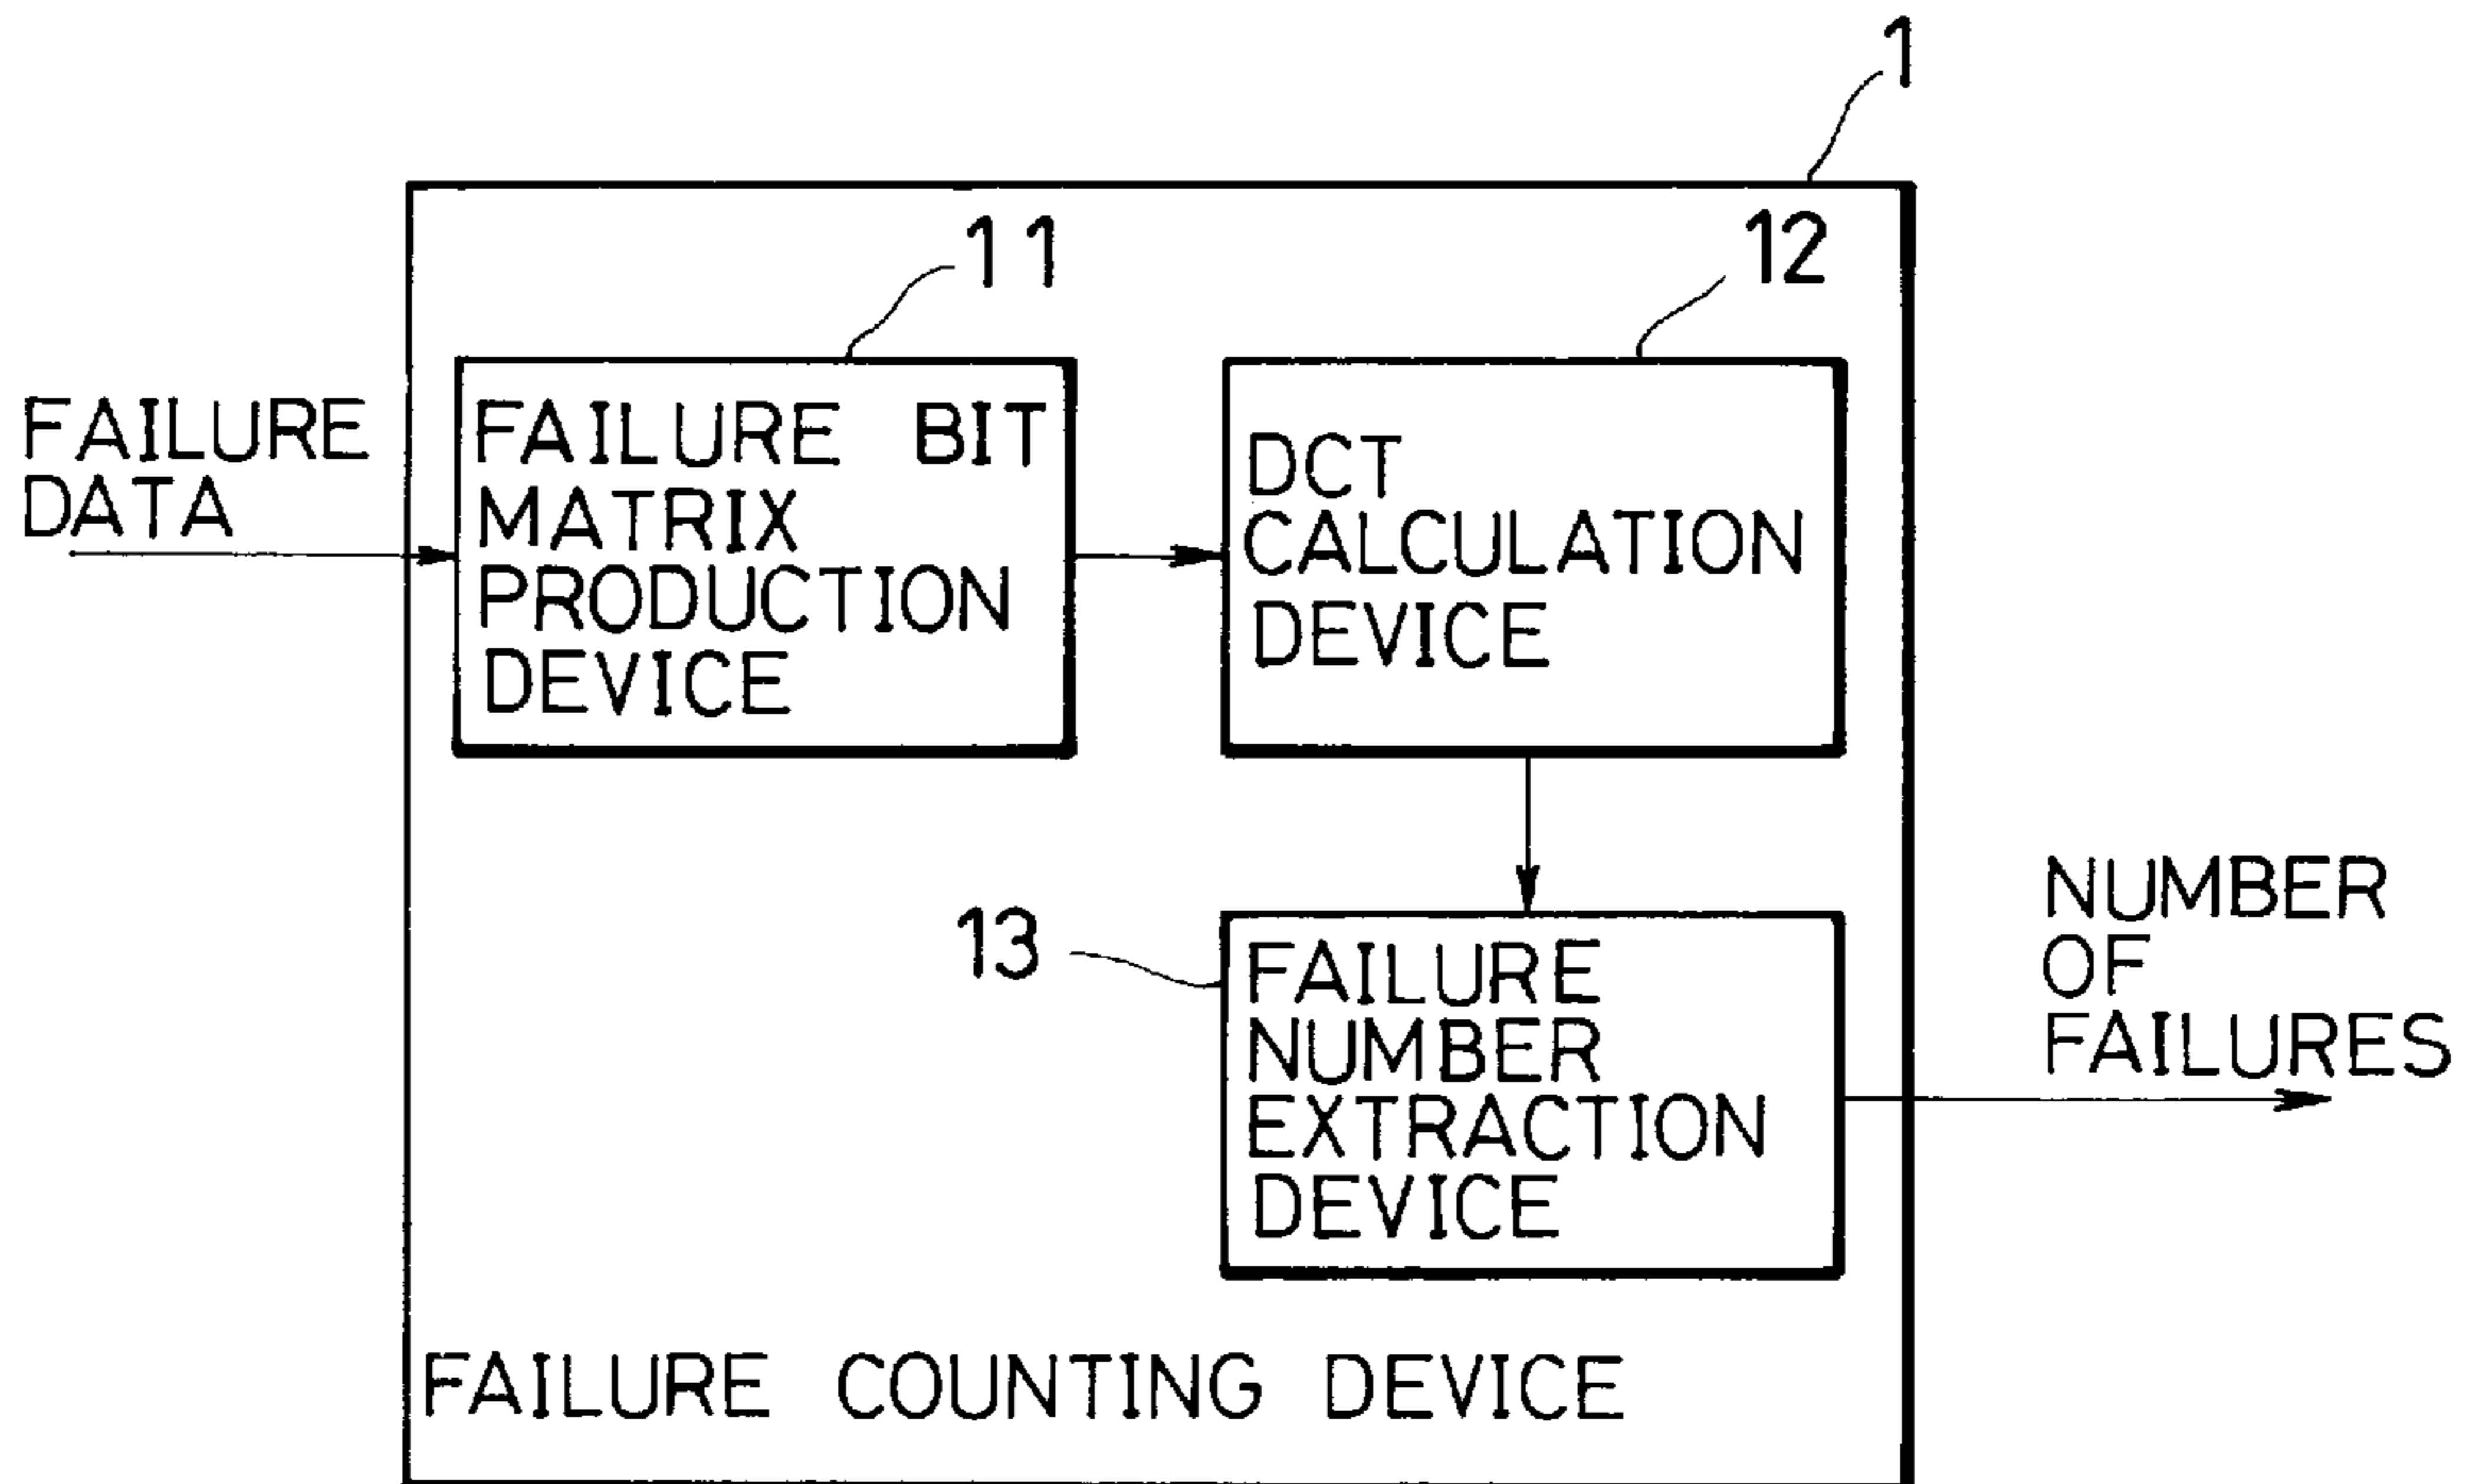 1
11
12
FAILURE
DATA
FAILURE BIT
MATRIX
PRODUCTION
DEVICE
DCT
CALCULATION
DEVICE
13
FAILURE
NUMBER
EXTRACTION
DEVICE
NUMBER
OF
FAILURES
FAILURE COUNTING DEVICE